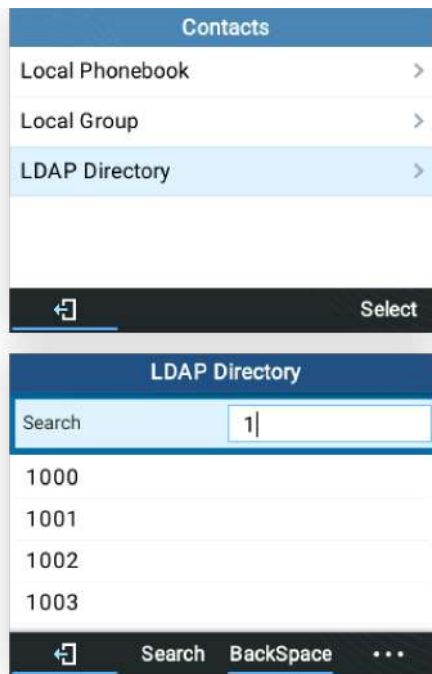 Contacts
Local Phonebook
Local Group
LDAP Directory
Select
LDAP Directory
Search 1
1000
1001
1002
1003
Search BackSpace ...